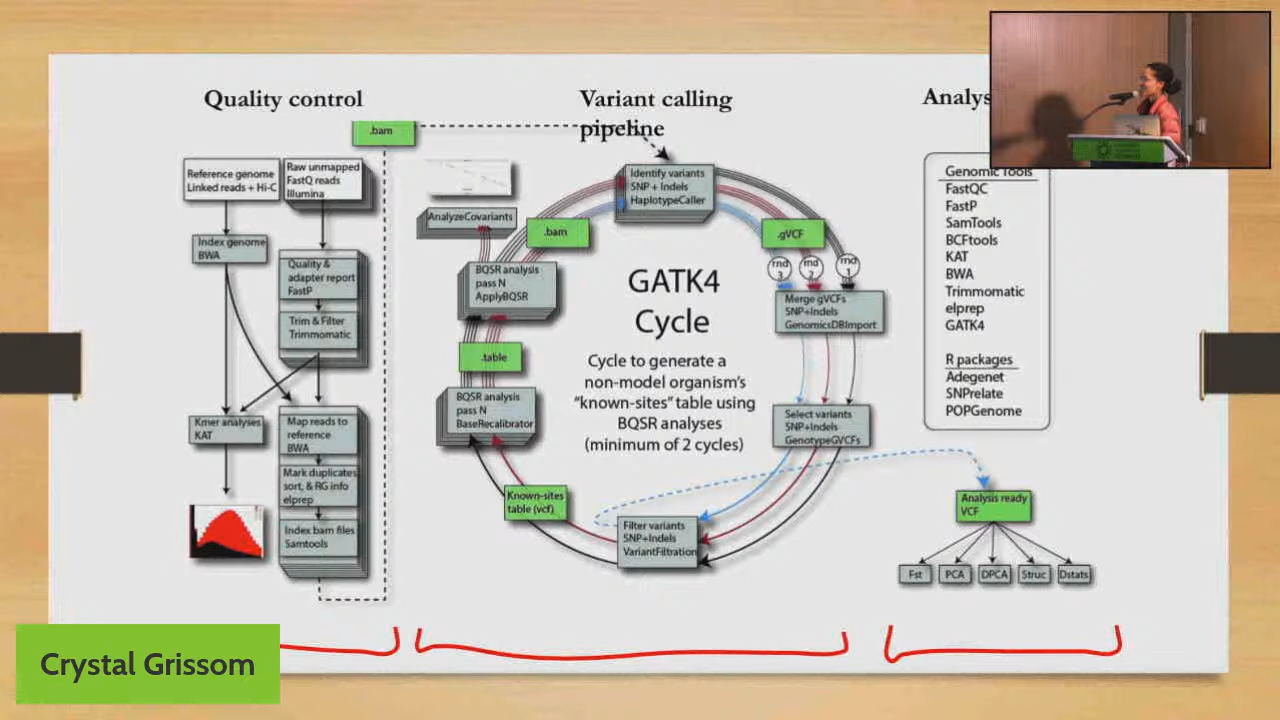 Quality control
Variant calling
pipeline
Analys
.bam
Reference genome
Linked reads + Hi-C
Raw unmapped
FastQ reads
Illumina
Index genome
BWA
Quality &
adapter report
FastP
Trim & Filter
Trimmomatic
Kmer analyses
KAT
Map reads to
reference
BWA
Mark duplicates
sort, & RG info
elprep
Index bam files
Samtools
AnalyzeCovariants
.bam
Identify variants
SNP + Indels
HaplotypeCaller
.gVCF
rnd
3
rnd
2
rnd
1
BQSR analysis
pass N
ApplyBQSR
Merge gVCFs
SNP+Indels
GenomicsDBImport
GATK4
Cycle
Cycle to generate a
non-model organism's
"known-sites" table using
BQSR analyses
(minimum of 2 cycles)
.table
BQSR analysis
pass N
BaseRecalibrator
Select variants
SNP+Indels
GenotypeGVCFs
Known-sites
table (vcf)
Filter variants
SNP+Indels
VariantFiltration
Genomic Tools
FastQC
FastP
SamTools
BCFtools
KAT
BWA
Trimmomatic
elprep
GATK4
R packages
Adegenet
SNPrelate
POPGenome
Analysis ready
VCF
Fst
PCA
DPCA
Struc
Dstats
Crystal Grissom